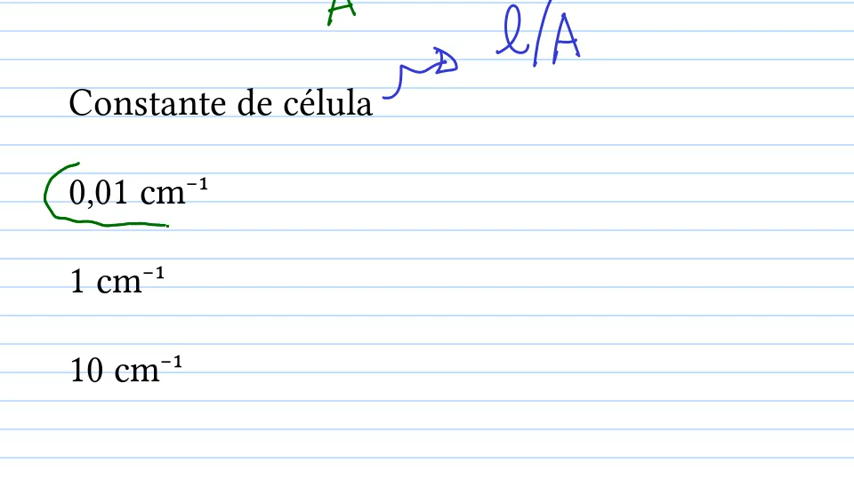 A
l/A
Constante de célula
0,01 cm⁻¹
1 cm⁻¹
10 cm⁻¹